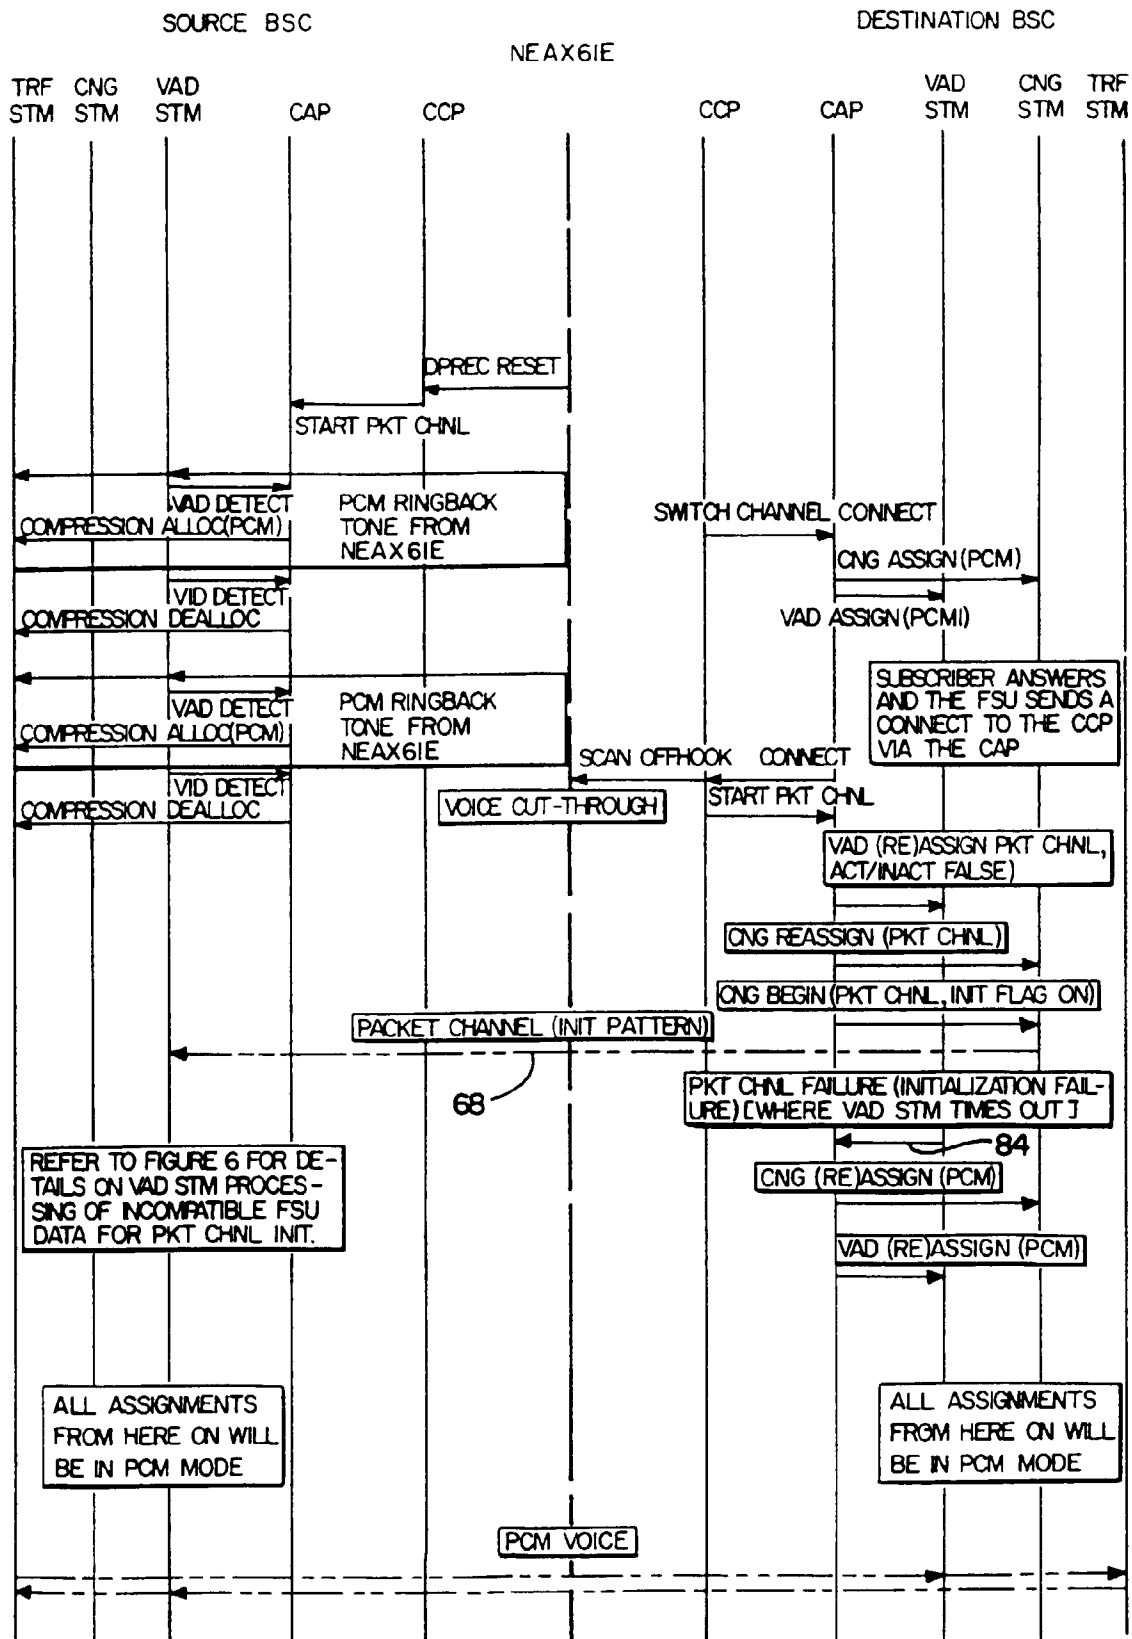 SOURCE BSC
DESTINATION BSC
NEAX61E
TRF STM
CNG STM
VAD STM
CAP
CCP
CCP
CAP
VAD STM
CNG STM
TRF STM
DPREC RESET
START PKT CHNL
VAD DETECT
COMPRESSION ALLOC(PCM)
PCM RINGBACK
TONE FROM
NEAX61E
SWITCH CHANNEL CONNECT
CNG ASSIGN (PCM)
VID DETECT
COMPRESSION DEALLOC
VAD ASSIGN (PCM1)
SUBSCRIBER ANSWERS
AND THE FSU SENDS A
CONNECT TO THE CCP
VIA THE CAP
VAD DETECT
COMPRESSION ALLOC(PCM)
PCM RINGBACK
TONE FROM
NEAX61E
SCAN OFFHOOK CONNECT
VID DETECT
COMPRESSION DEALLOC
VOICE CUT-THROUGH
START PKT CHNL
VAD (RE)ASSIGN PKT CHNL,
ACT/INACT FALSE)
CNG REASSIGN (PKT CHNL)
CNG BEGIN (PKT CHNL, INIT FLAG ON)
PACKET CHANNEL (INIT PATTERN)
68
PKT CHNL FAILURE (INITIALIZATION FAIL-
URE) [WHERE VAD STM TIMES OUT]
84
REFER TO FIGURE 6 FOR DE-
TAILS ON VAD STM PROCES-
SING OF INCOMPATIBLE FSU
DATA FOR PKT CHNL INIT.
CNG (RE)ASSIGN (PCM)
VAD (RE)ASSIGN (PCM)
ALL ASSIGNMENTS
FROM HERE ON WILL
BE IN PCM MODE
ALL ASSIGNMENTS
FROM HERE ON WILL
BE IN PCM MODE
PCM VOICE